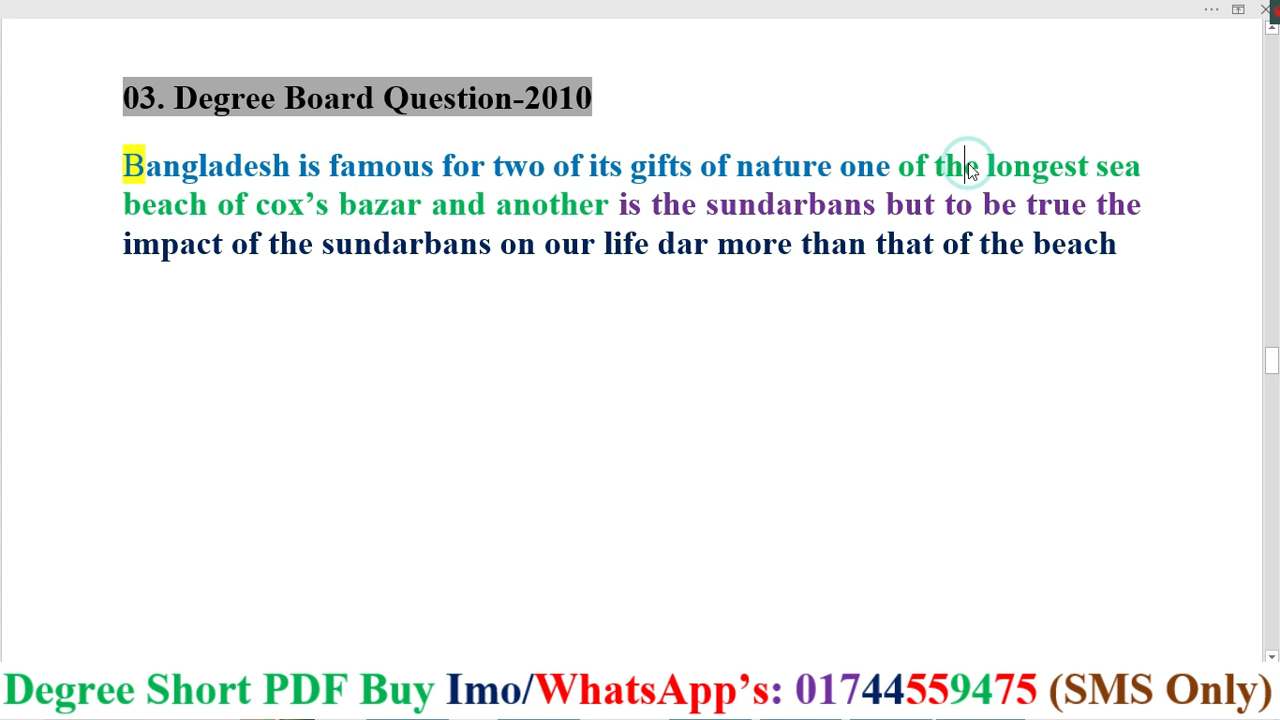 03. Degree Board Question-2010
Bangladesh is famous for two of its gifts of nature one of the longest sea
beach of cox’s bazar and another is the sundarbans but to be true the
impact of the sundarbans on our life dar more than that of the beach
Degree Short PDF Buy Imo/WhatsApp’s: 01744559475 (SMS Only)